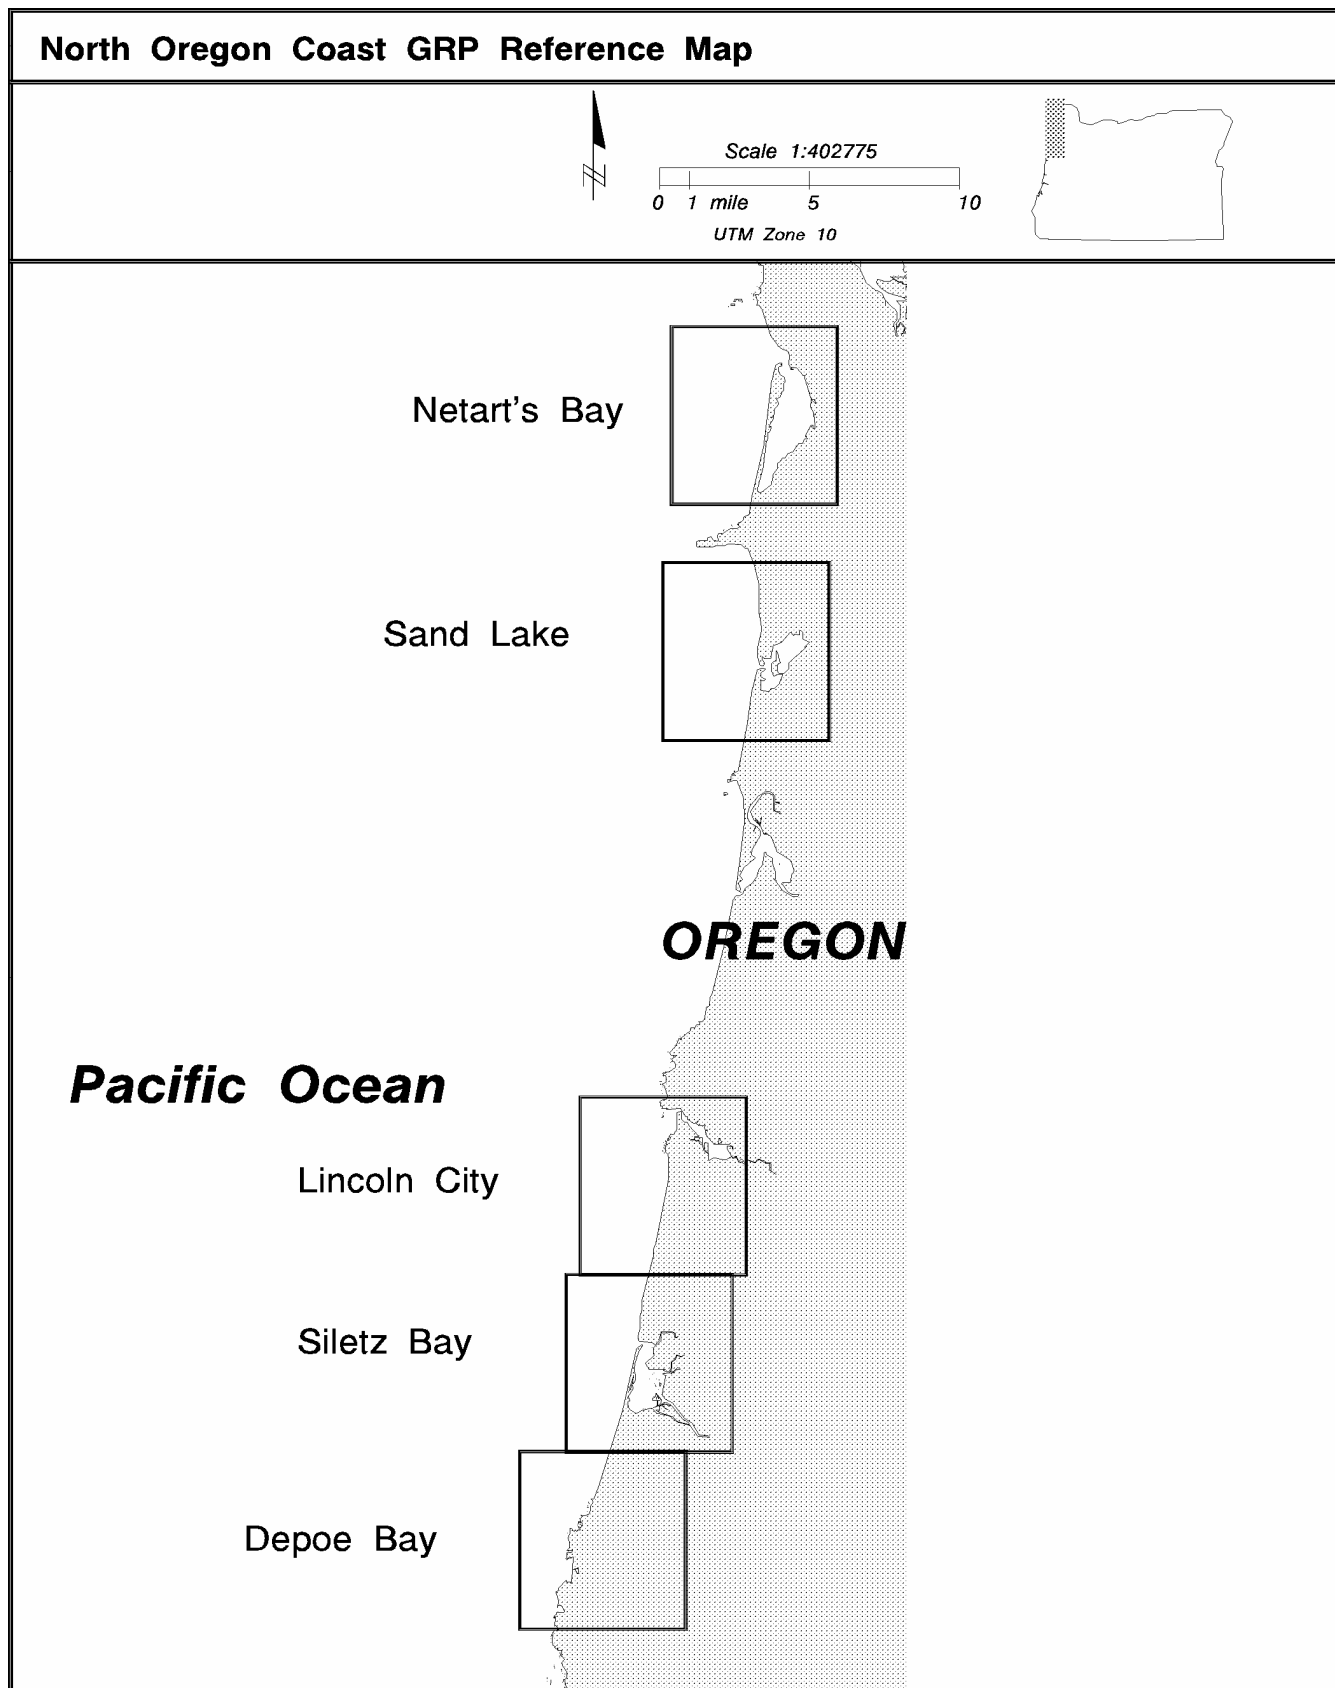 North Oregon Coast GRP Reference Map
Scale 1:402775
0 1 mile 5 10
UTM Zone 10
N
Netart's Bay
Sand Lake
OREGON
Pacific Ocean
Lincoln City
Siletz Bay
Depoe Bay